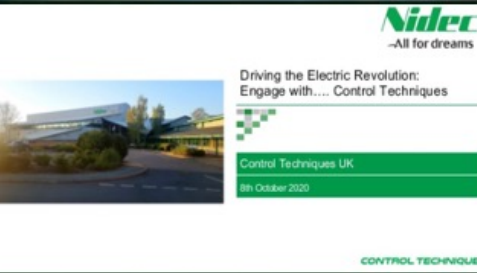 Nidec
-All for dreams
Driving the Electric Revolution:
Engage with.... Control Techniques
Control Techniques UK
8th October 2020
CONTROL TECHNIQUE